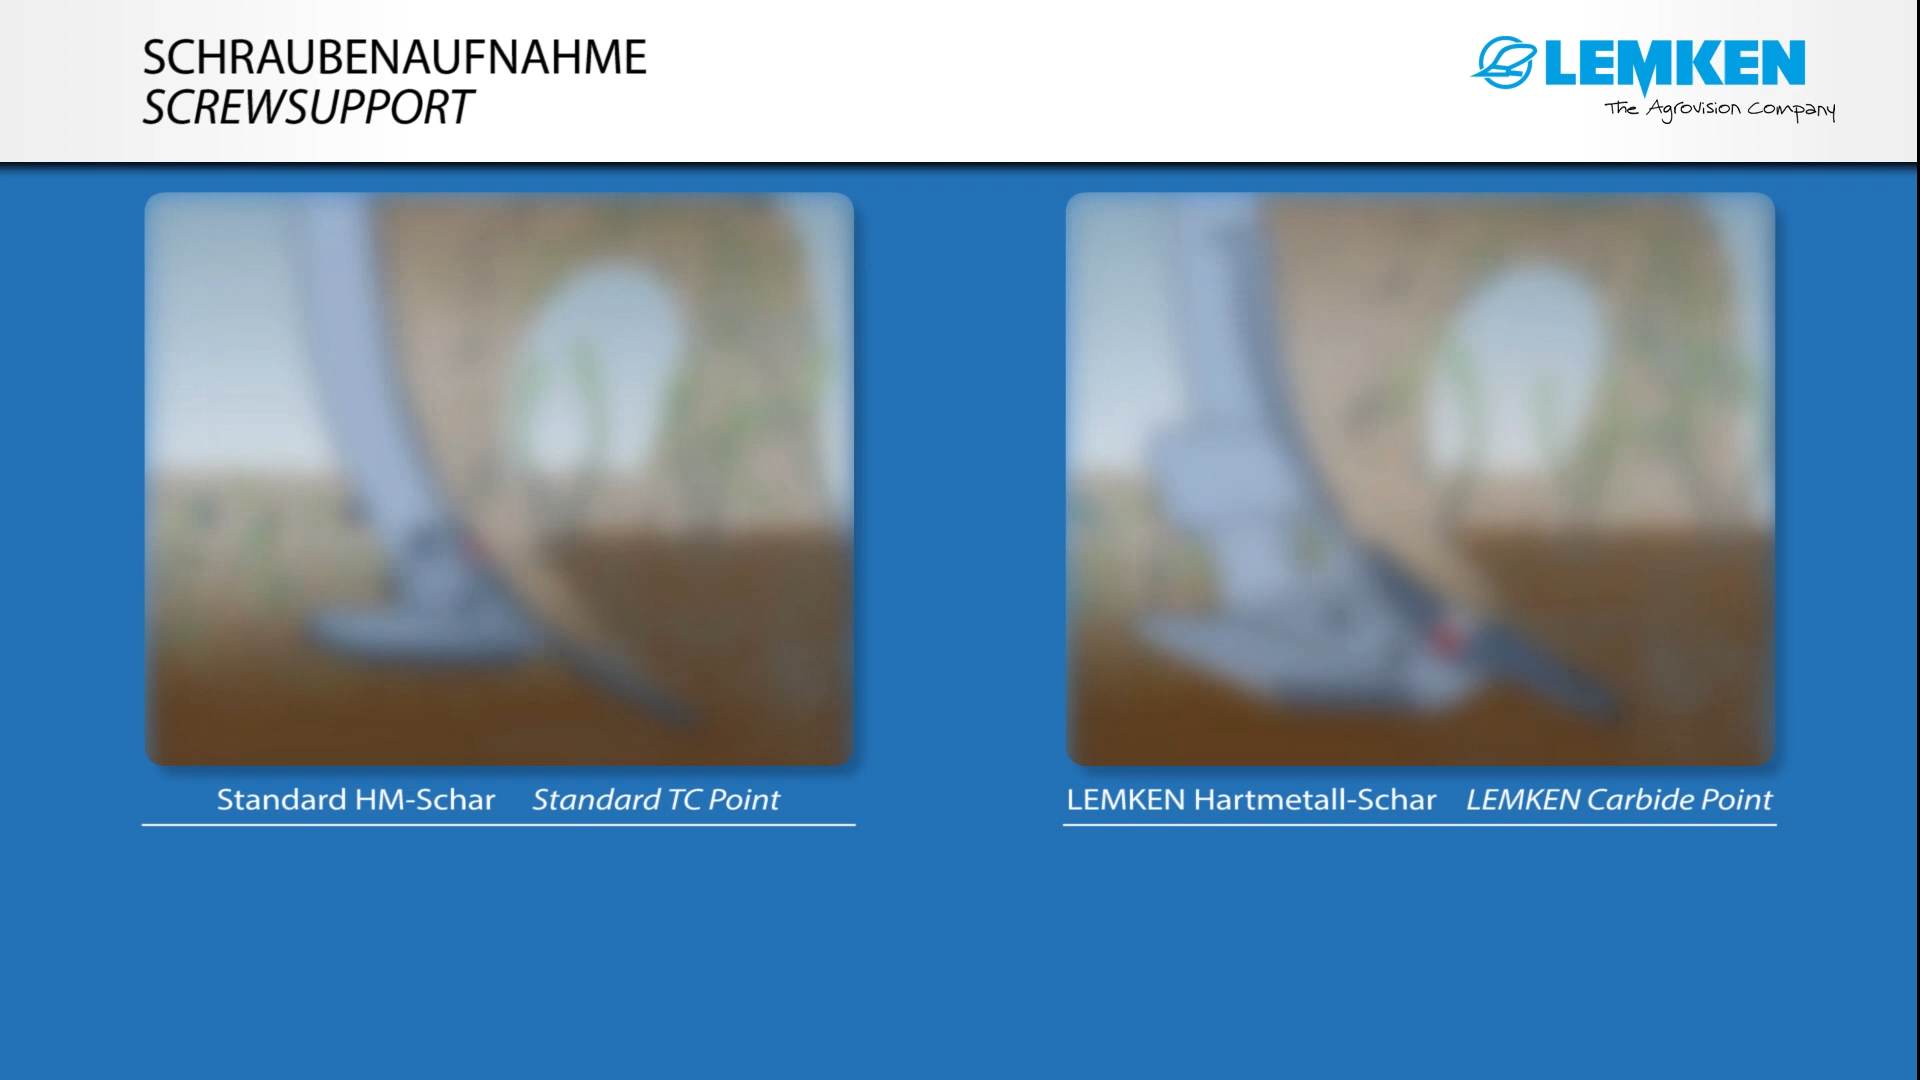 SCHRAUBENAUFNAHME
SCREWSUPPORT
LEMKEN
The Agrovision Company
Standard HM-Schar Standard TC Point
LEMKEN Hartmetall-Schar LEMKEN Carbide Point